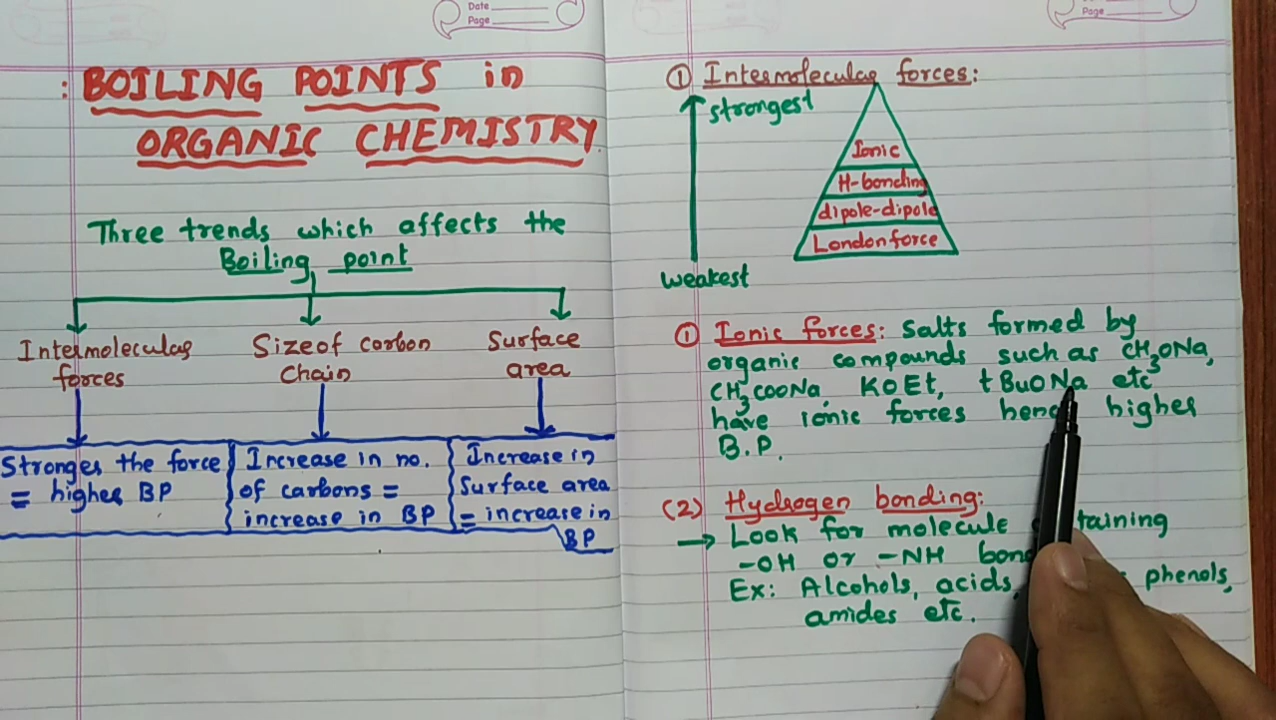 Date
Page
: BOILING POINTS in
ORGANIC CHEMISTRY
Three trends which affects the
Boiling point
Intermolecular
forces
Size of carbon
Chain
Surface
area
Stronger the force
= higher BP
Increase in no.
of carbons =
increase in BP
Increase in
Surface area
= increase in
BP
Page
① Intermolecular forces:
strongest
Ionic
H-bonding
dipole-dipole
London force
weakest
① Ionic forces: Salts formed by
organic compounds such as CH3ONa,
CH3COONa, KOEt, tBuONa etc
have ionic forces higher
B.P.
(2) Hydrogen bonding:
→ Look for molecule
-OH or -NH
Ex: Alcohols, acids, phenols,
amides etc.